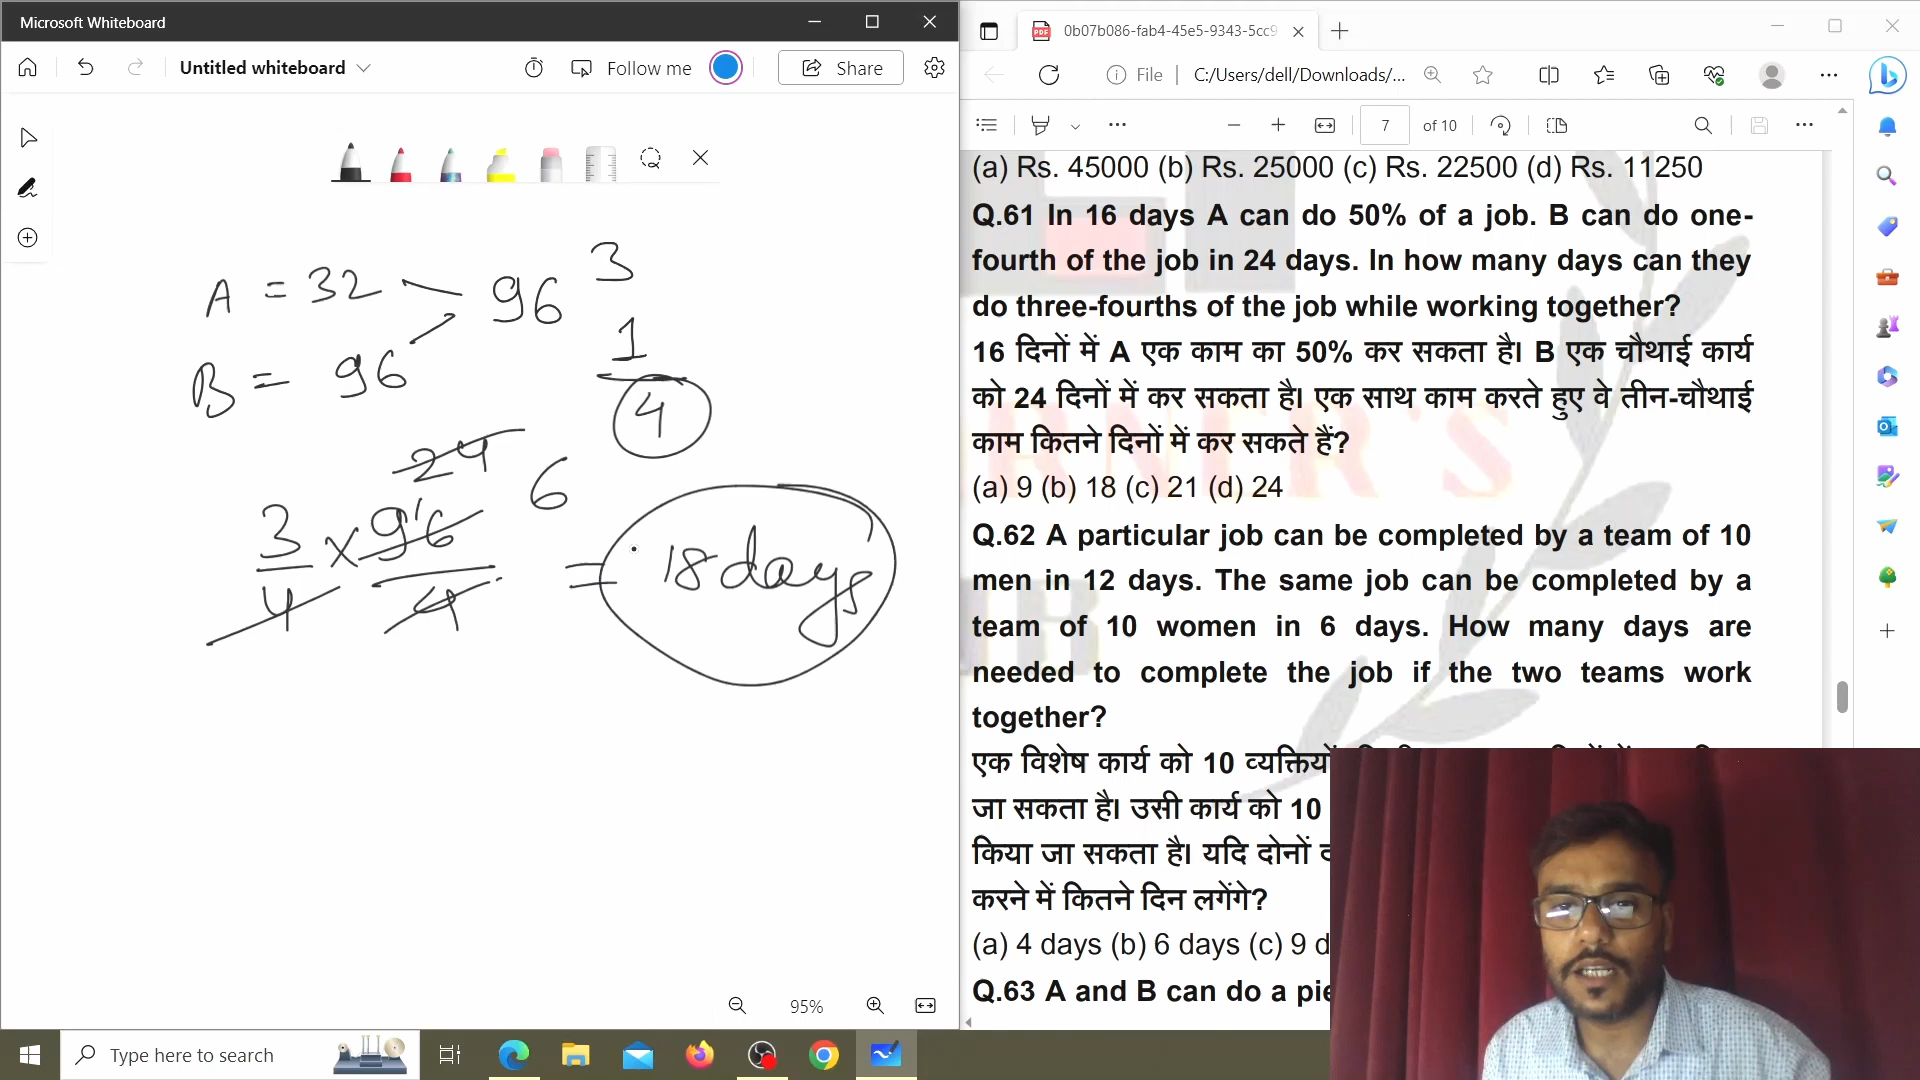 Microsoft Whiteboard
Untitled whiteboard
Follow me
Share
A = 32
96
3
B = 96
1
4
24
6
3 x 96 = 18 days
4 4
95%
Type here to search
0b07b086-fab4-45e5-9343-5cc9
File
C:/Users/dell/Downloads/...
7 of 10
(a) Rs. 45000 (b) Rs. 25000 (c) Rs. 22500 (d) Rs. 11250
Q.61 In 16 days A can do 50% of a job. B can do one-
fourth of the job in 24 days. In how many days can they
do three-fourths of the job while working together?
16 दिनों में A एक काम का 50% कर सकता है। B एक चौथाई कार्य
को 24 दिनों में कर सकता है। एक साथ काम करते हुए वे तीन-चौथाई
काम कितने दिनों में कर सकते हैं?
(a) 9 (b) 18 (c) 21 (d) 24
Q.62 A particular job can be completed by a team of 10
men in 12 days. The same job can be completed by a
team of 10 women in 6 days. How many days are
needed to complete the job if the two teams work
together?
एक विशेष कार्य को 10
जा सकता है। उसी कार्य को 10
किया जा सकता है। यदि दोनों
करने में कितने दिन लगेंगे?
(a) 4 days (b) 6 days (c) 9 d
Q.63 A and B can do a pie